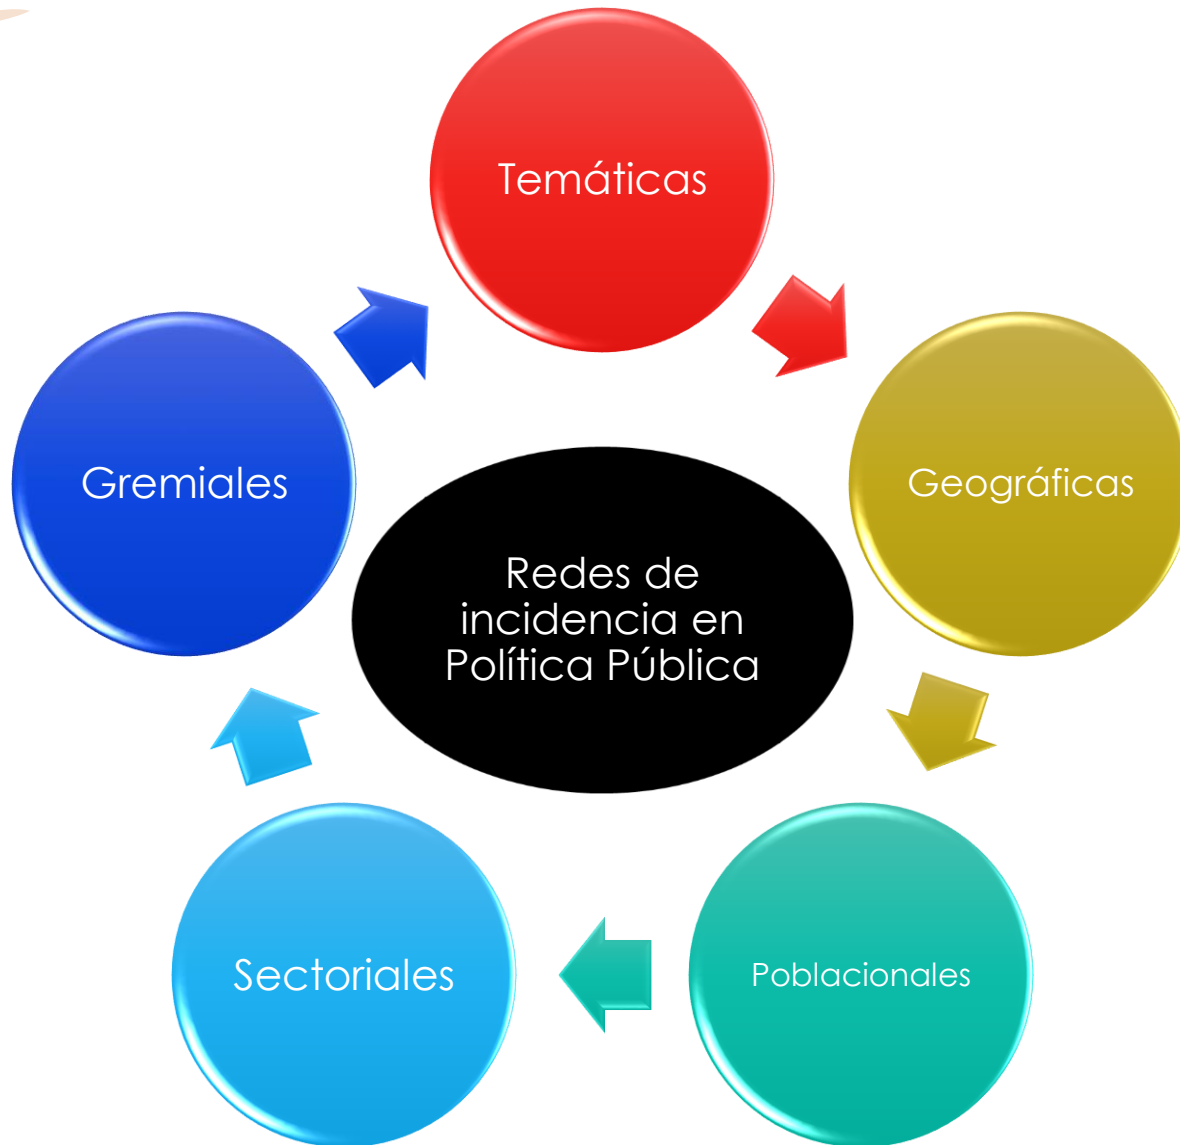 Temáticas
Gremiales
Geográficas
Redes de
incidencia en
Política Pública
Sectoriales
Poblacionales